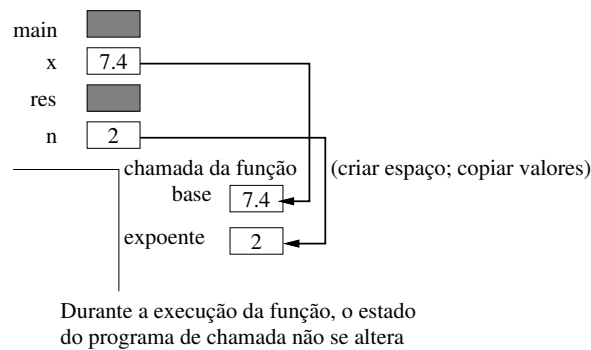 main
x 7.4
res
n 2
chamada da função (criar espaço; copiar valores)
base 7.4
expoente 2
Durante a execução da função, o estado
do programa de chamada não se altera